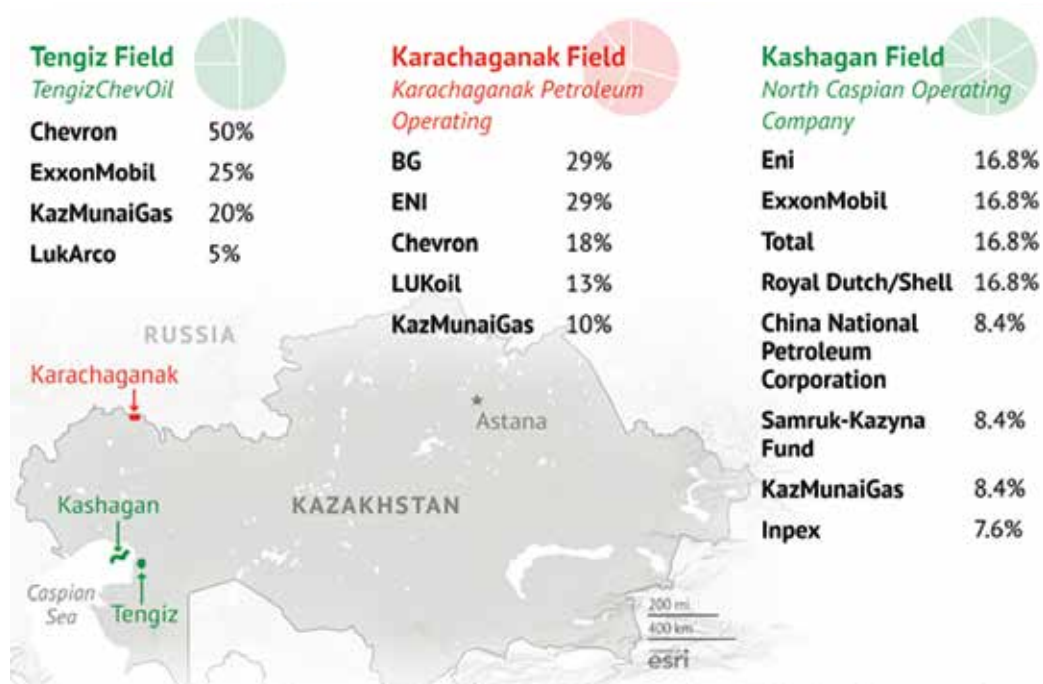 Tengiz Field
TengizChevOil
Chevron 50%
ExxonMobil 25%
KazMunaiGas 20%
LukArco 5%
Karachaganak Field
Karachaganak Petroleum
Operating
BG 29%
ENI 29%
Chevron 18%
LUKoil 13%
KazMunaiGas 10%
Kashagan Field
North Caspian Operating
Company
Eni 16.8%
ExxonMobil 16.8%
Total 16.8%
Royal Dutch/Shell 16.8%
China National 8.4%
Petroleum
Corporation
Samruk-Kazyna 8.4%
Fund
KazMunaiGas 8.4%
Inpex 7.6%
RUSSIA
Karachaganak
Astana
KAZAKHSTAN
Kashagan
Caspian
Sea
Tengiz
200 mi
400 km
esri